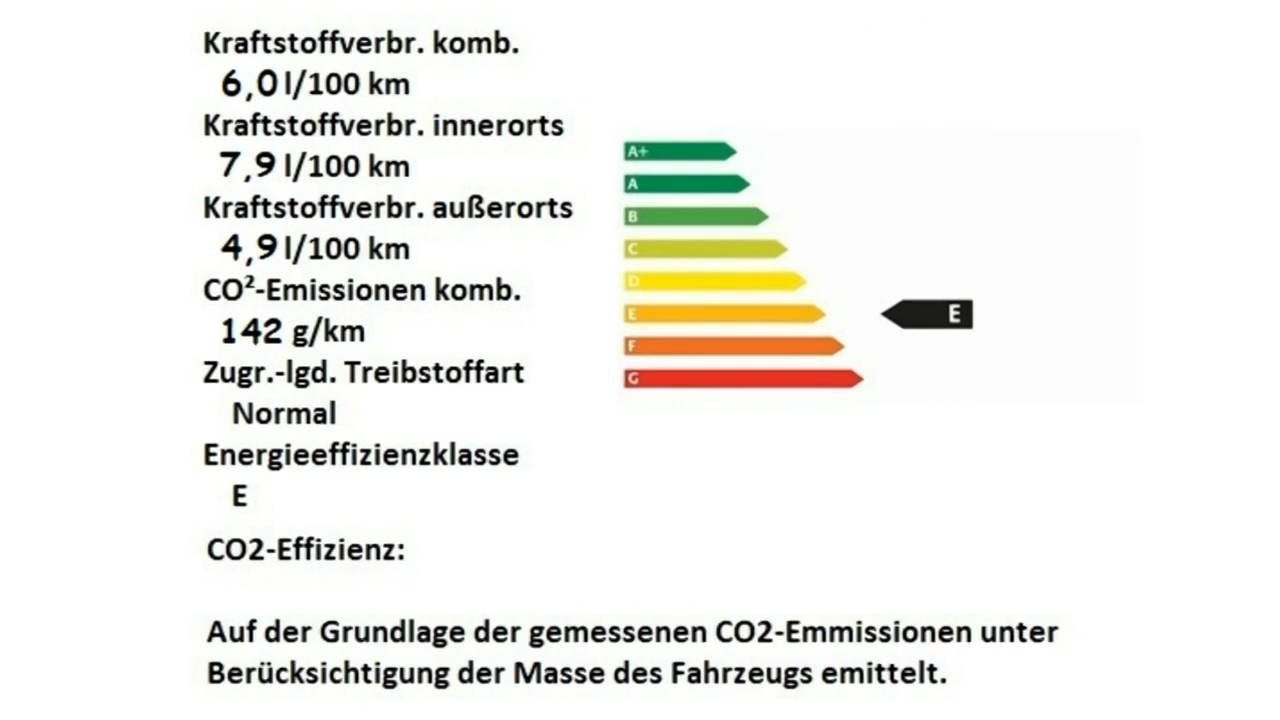 Kraftstoffverbr. komb.
6,0 l/100 km
Kraftstoffverbr. innerorts
7,9 l/100 km
Kraftstoffverbr. außerorts
4,9 l/100 km
CO²-Emissionen komb.
142 g/km
Zugr.-lgd. Treibstoffart
Normal
Energieeffizienzklasse
E
A+
A
B
C
D
E
F
G
E
CO2-Effizienz:
Auf der Grundlage der gemessenen CO2-Emmissionen unter
Berücksichtigung der Masse des Fahrzeugs emittelt.